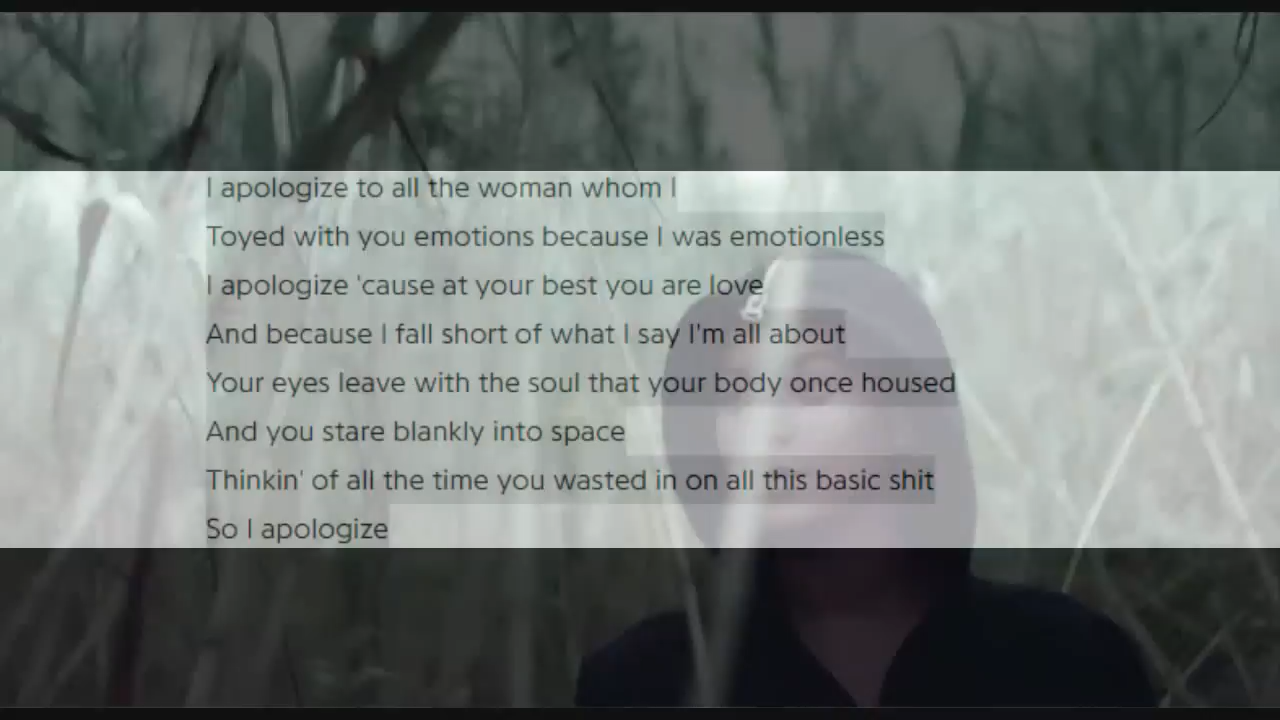 I apologize to all the woman whom I
Toyed with you emotions because I was emotionless
I apologize 'cause at your best you are love
And because I fall short of what I say I'm all about
Your eyes leave with the soul that your body once housed
And you stare blankly into space
Thinkin' of all the time you wasted in on all this basic shit
So I apologize